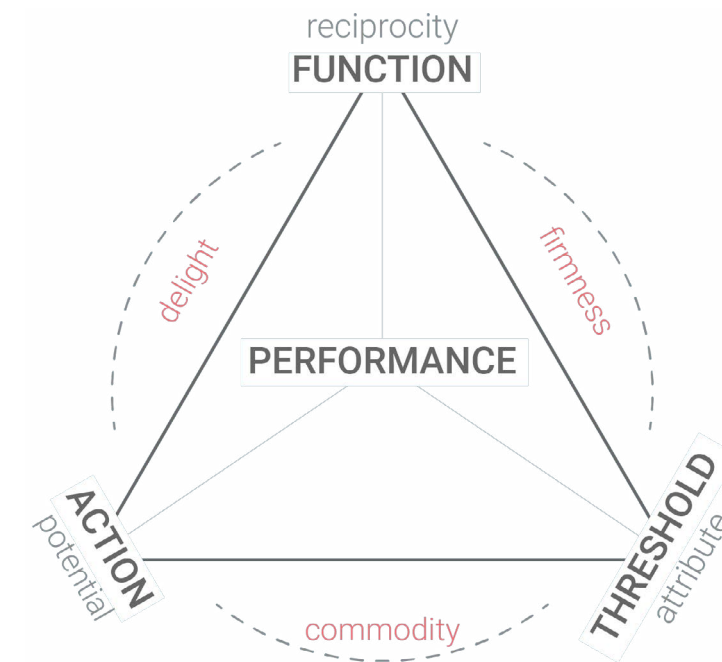 reciprocity
FUNCTION
delight
firmness
PERFORMANCE
ACTION
potential
THRESHOLD
attribute
commodity